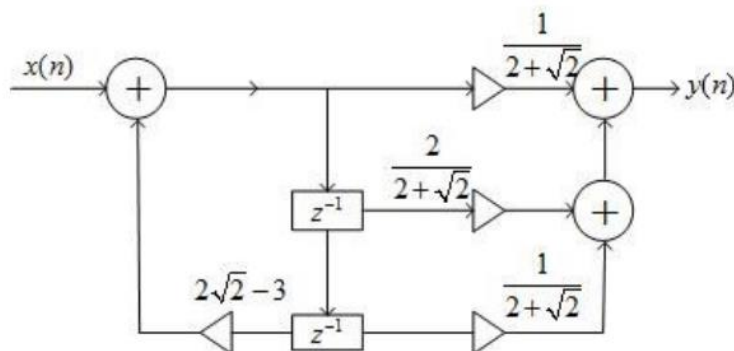 x(n)
+
1/(2+√2)
+
y(n)
z⁻¹
2/(2+√2)
+
2√2−3
z⁻¹
1/(2+√2)